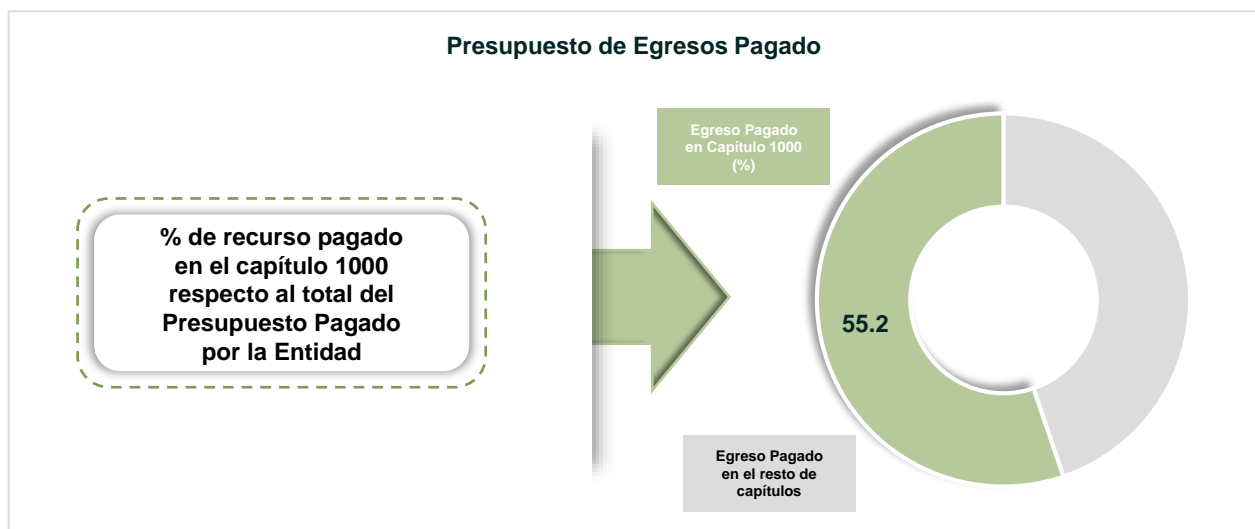 Presupuesto de Egresos Pagado
Egreso Pagado
en Capítulo 1000
(%)
% de recurso pagado
en el capítulo 1000
respecto al total del
Presupuesto Pagado
por la Entidad
55.2
Egreso Pagado
en el resto de
capítulos